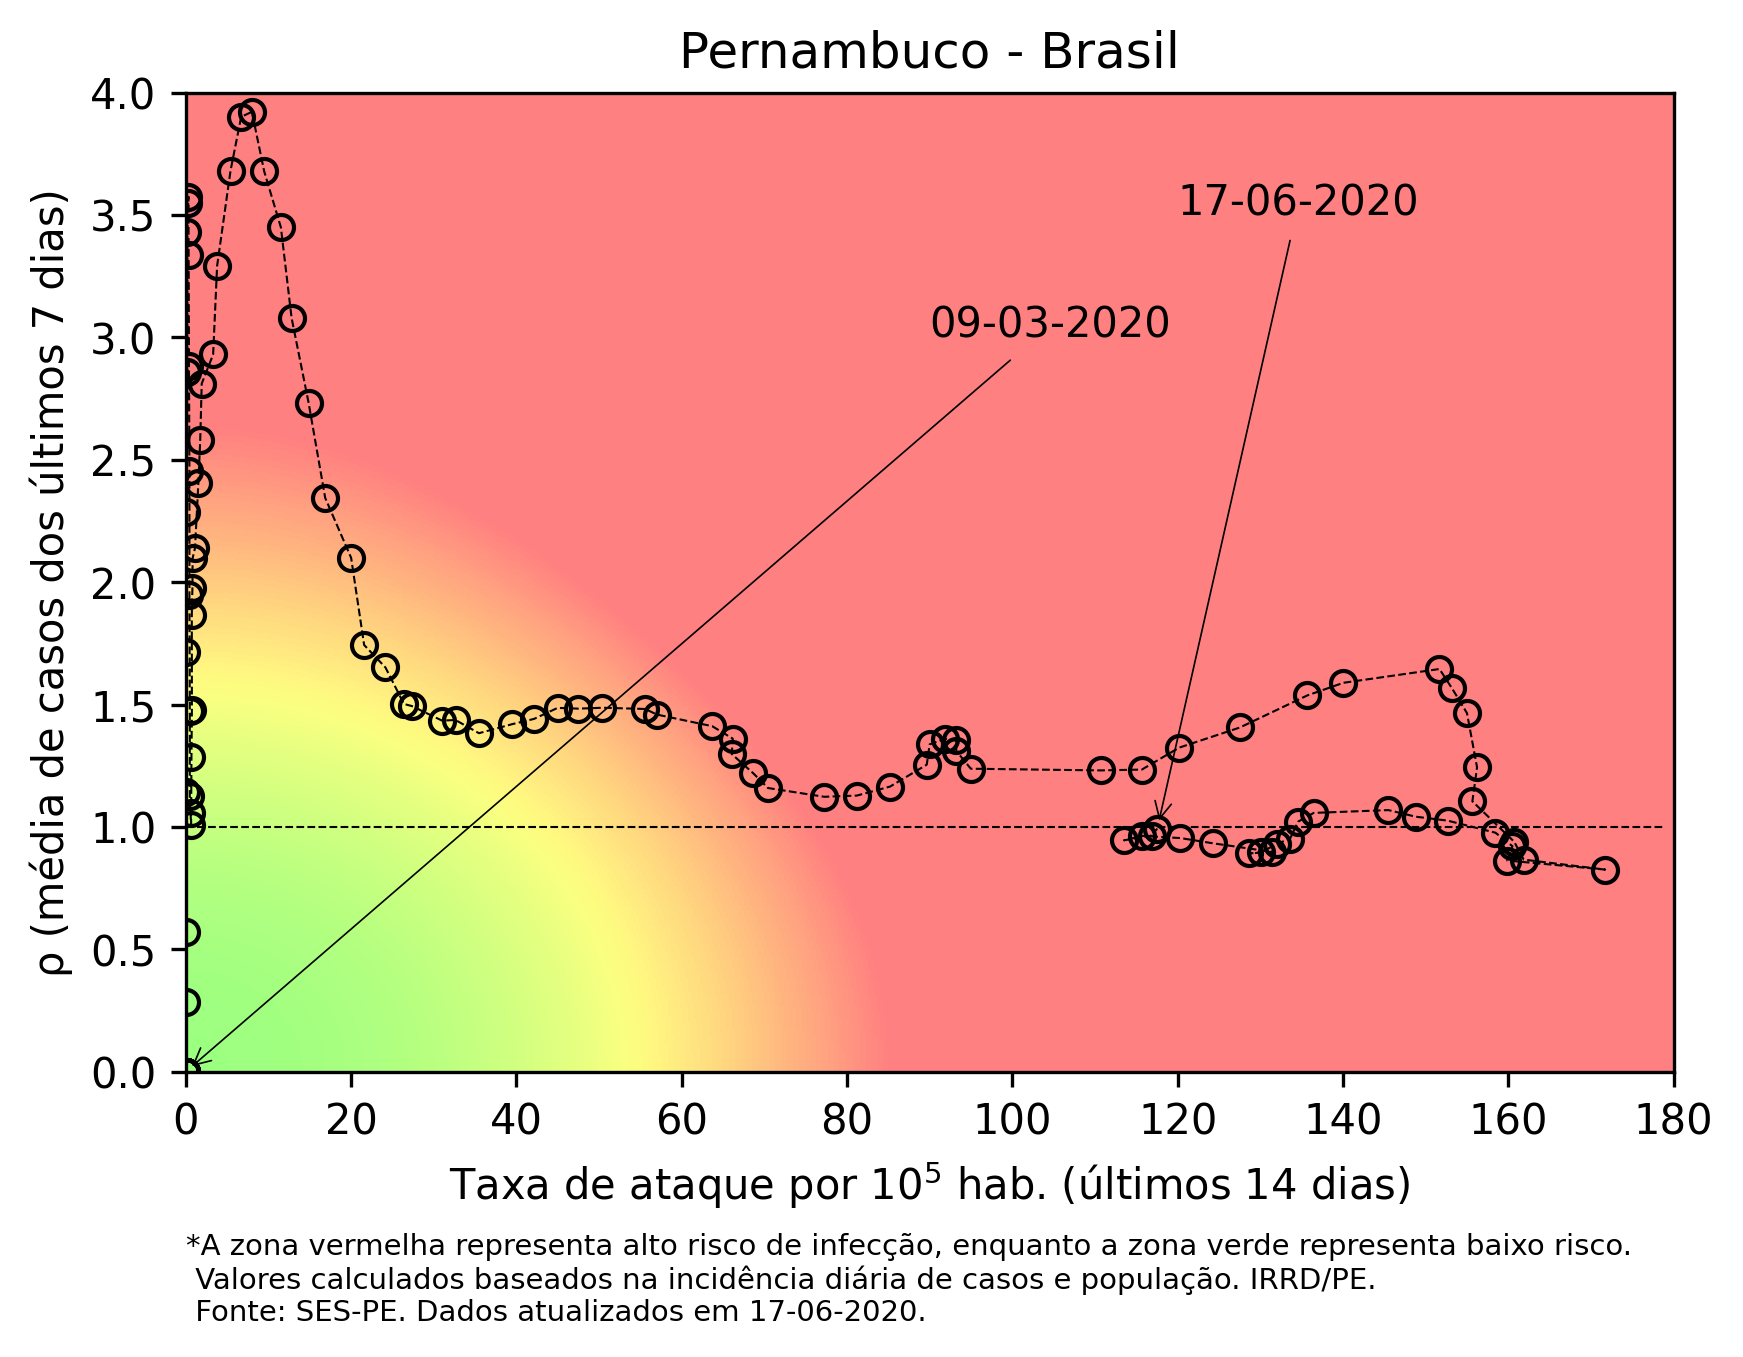 Pernambuco - Brasil
4.0
3.5
3.0
2.5
2.0
1.5
1.0
0.5
0.0
ρ (média de casos dos últimos 7 dias)
17-06-2020
09-03-2020
0 20 40 60 80 100 120 140 160 180
Taxa de ataque por 10⁵ hab. (últimos 14 dias)
*A zona vermelha representa alto risco de infecção, enquanto a zona verde representa baixo risco.
Valores calculados baseados na incidência diária de casos e população. IRRD/PE.
Fonte: SES-PE. Dados atualizados em 17-06-2020.